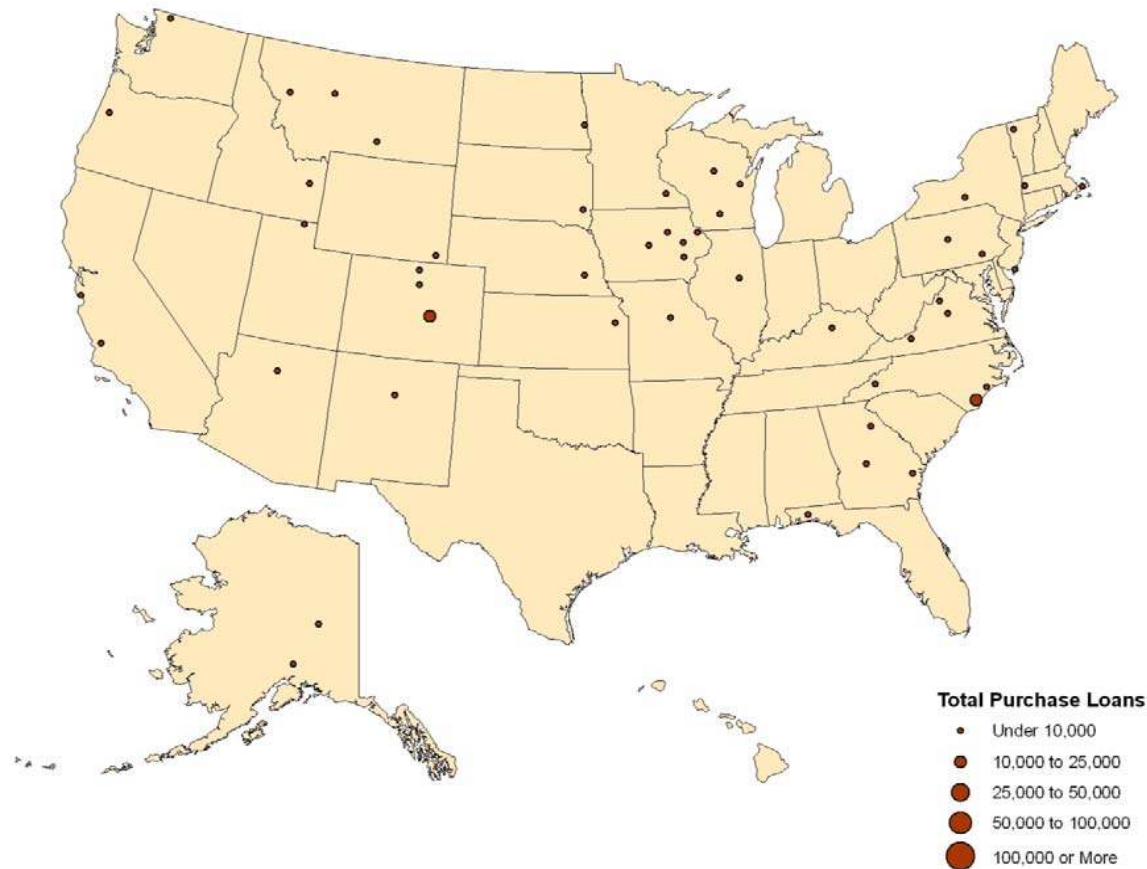 Total Purchase Loans
Under 10,000
10,000 to 25,000
25,000 to 50,000
50,000 to 100,000
100,000 or More